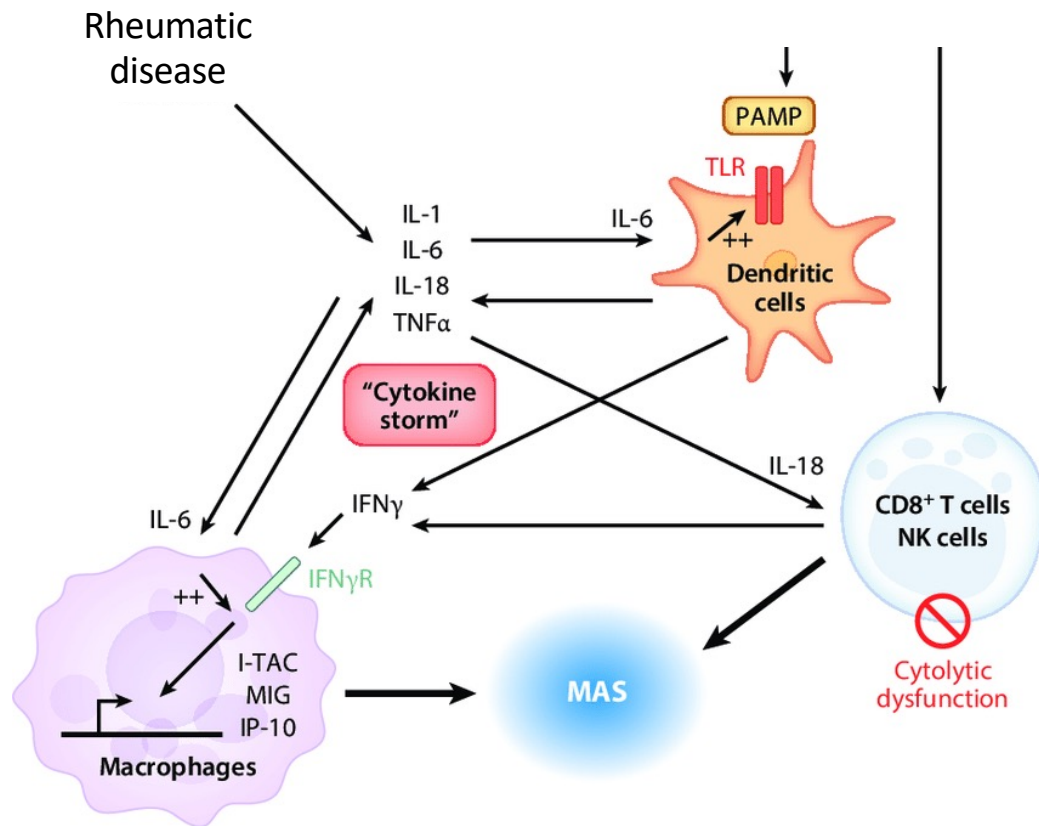 Rheumatic
disease
PAMP
TLR
IL-1
IL-6
IL-18
TNFα
IL-6
++
Dendritic
cells
"Cytokine
storm"
IL-18
CD8⁺ T cells
NK cells
IL-6
IFNγ
IFNγR
++
I-TAC
MIG
IP-10
Macrophages
MAS
Cytolytic
dysfunction